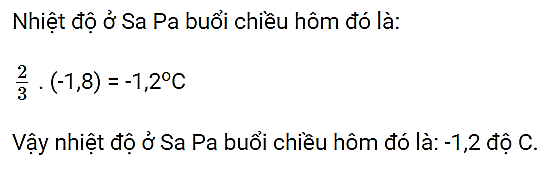 Nhiệt độ ở Sa Pa buổi chiều hôm đó là:
2/3 . (-1,8) = -1,2ºC
Vậy nhiệt độ ở Sa Pa buổi chiều hôm đó là: -1,2 độ C.